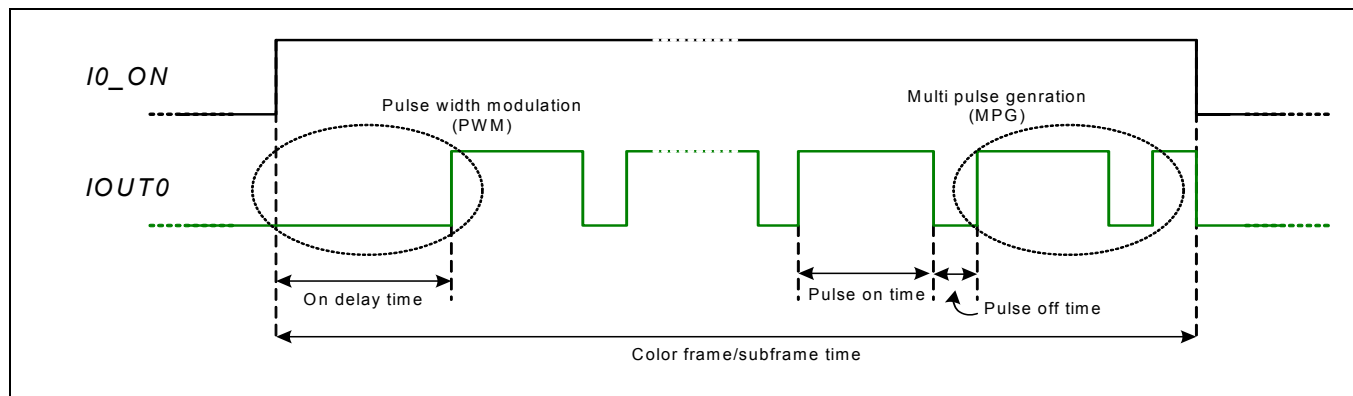 I0_ON
Pulse width modulation
(PWM)
Multi pulse genration
(MPG)
IOUT0
On delay time
Pulse on time
Pulse off time
Color frame/subframe time